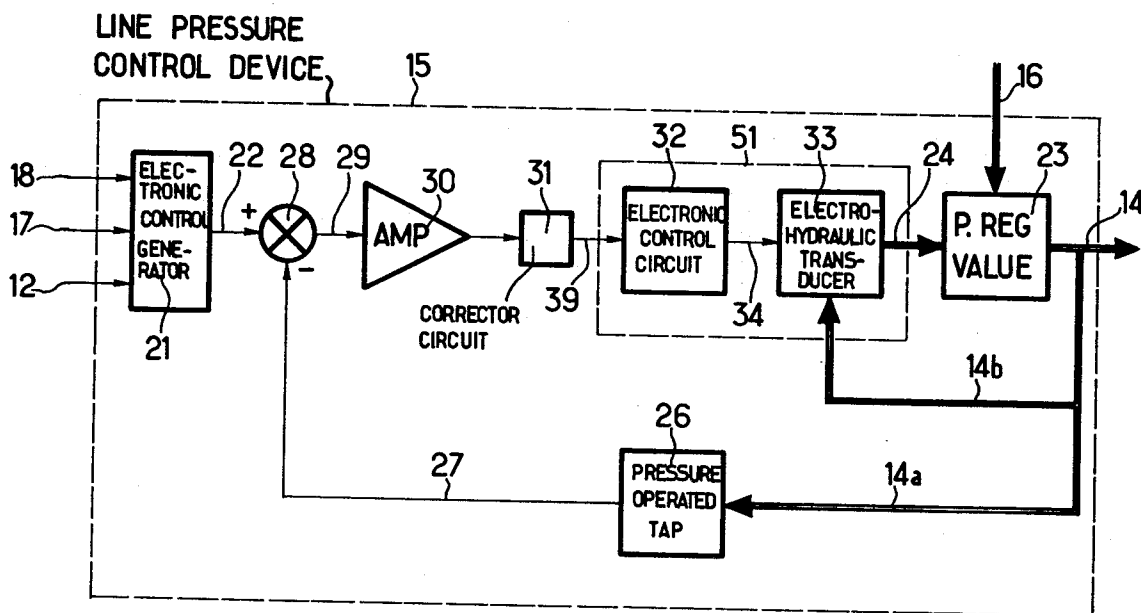 LINE PRESSURE
CONTROL DEVICE
15
16
18
17
12
ELEC-
TRONIC
CONTROL
GENE-
RATOR
21
22
+
-
28
29
AMP
30
31
CORRECTOR
CIRCUIT
39
51
32
ELECTRONIC
CONTROL
CIRCUIT
34
33
ELECTRO-
HYDRAULIC
TRANS-
DUCER
24
23
P. REG
VALUE
14
14b
14a
26
PRESSURE
OPERATED
TAP
27